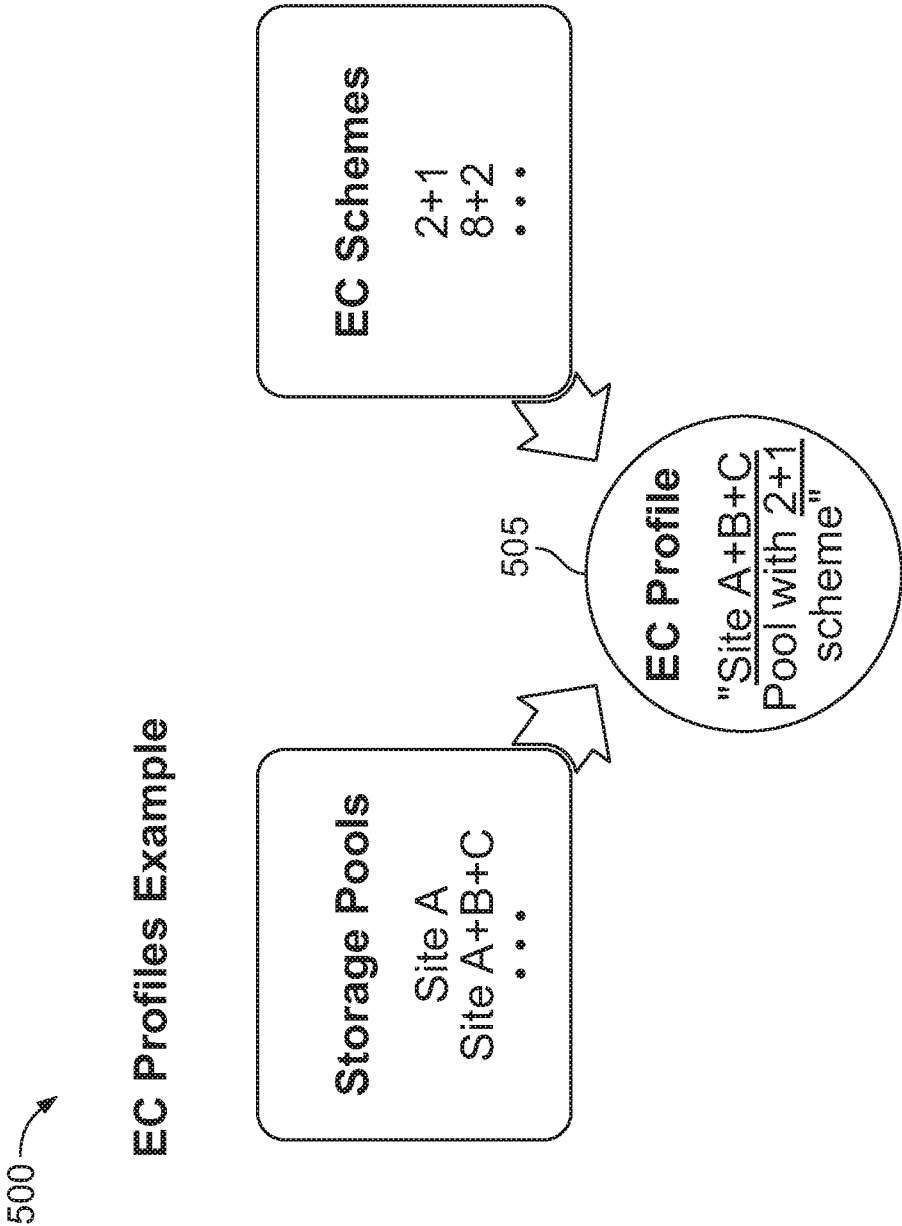 500
EC Profiles Example
Storage Pools
Site A
Site A+B+C
• • •
EC Schemes
2+1
8+2
• • •
505
EC Profile
"Site A+B+C
Pool with 2+1
scheme"